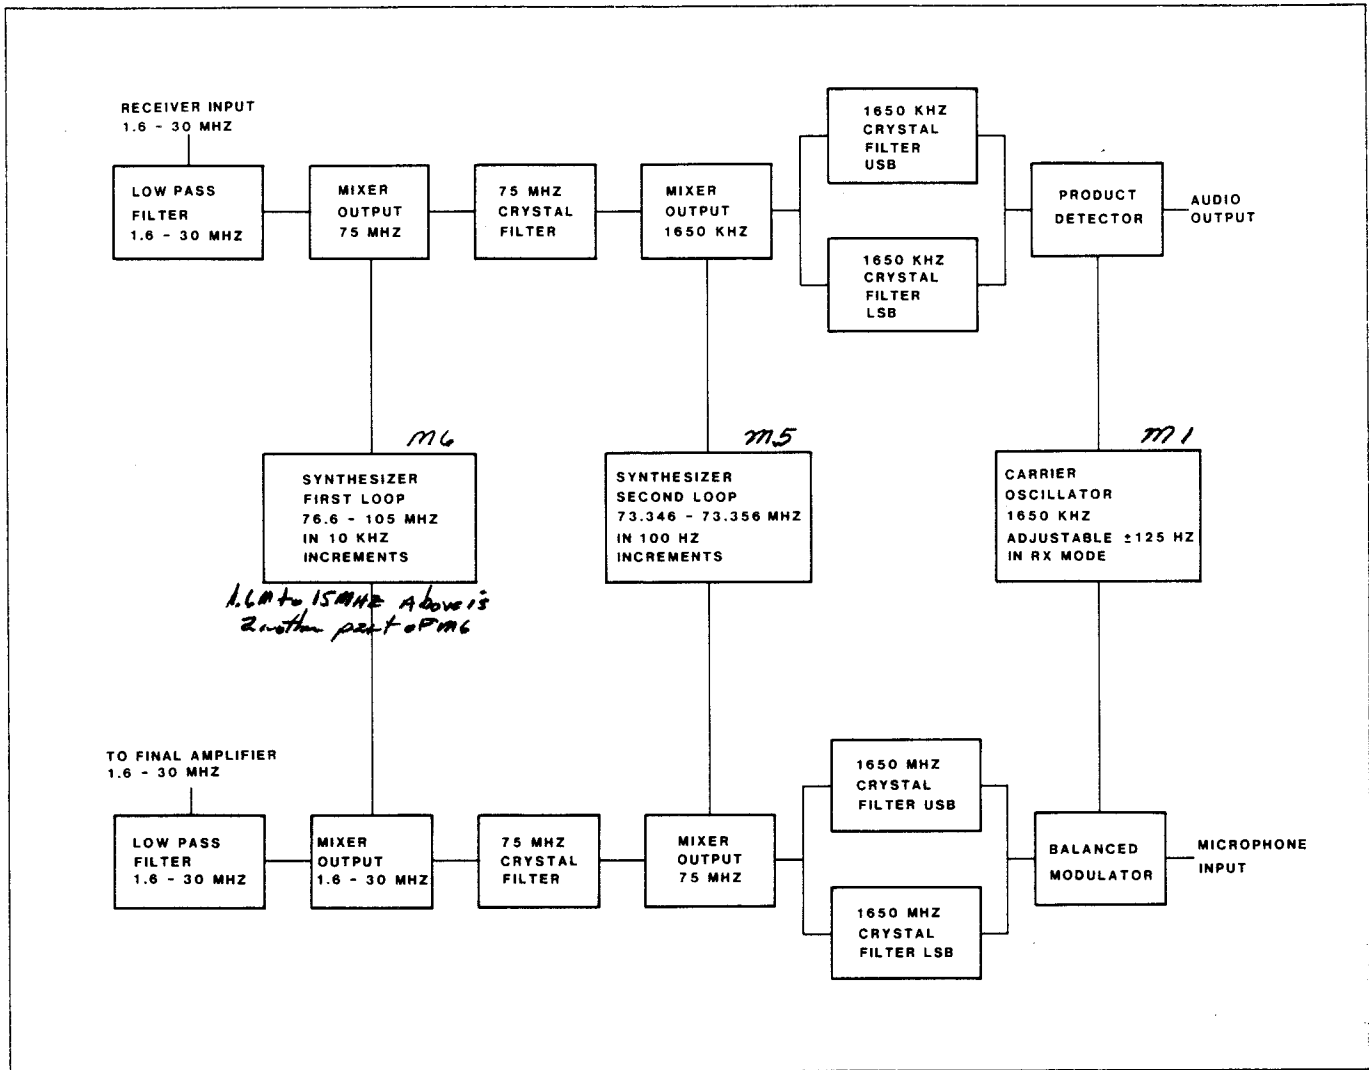 RECEIVER INPUT
1.6 - 30 MHZ
LOW PASS
FILTER
1.6 - 30 MHZ
MIXER
OUTPUT
75 MHZ
75 MHZ
CRYSTAL
FILTER
MIXER
OUTPUT
1650 KHZ
1650 KHZ
CRYSTAL
FILTER
USB
1650 KHZ
CRYSTAL
FILTER
LSB
PRODUCT
DETECTOR
AUDIO
OUTPUT
M6
SYNTHESIZER
FIRST LOOP
76.6 - 105 MHZ
IN 10 KHZ
INCREMENTS
1.6M to 15MHZ Above is
another part of M6
M5
SYNTHESIZER
SECOND LOOP
73.346 - 73.356 MHZ
IN 100 HZ
INCREMENTS
M1
CARRIER
OSCILLATOR
1650 KHZ
ADJUSTABLE ±125 HZ
IN RX MODE
TO FINAL AMPLIFIER
1.6 - 30 MHZ
LOW PASS
FILTER
1.6 - 30 MHZ
MIXER
OUTPUT
1.6 - 30 MHZ
75 MHZ
CRYSTAL
FILTER
MIXER
OUTPUT
75 MHZ
1650 MHZ
CRYSTAL
FILTER USB
1650 MHZ
CRYSTAL
FILTER LSB
BALANCED
MODULATOR
MICROPHONE
INPUT